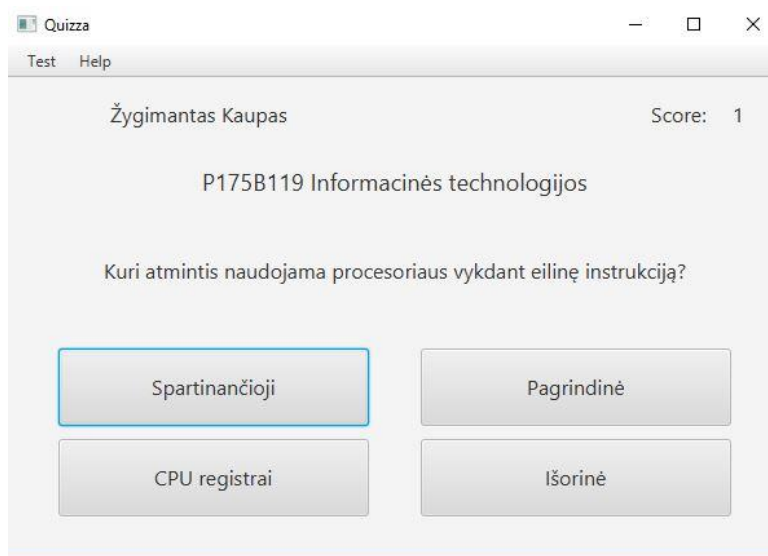 Quizza
Test Help
Žygimantas Kaupas Score: 1
P175B119 Informacinės technologijos
Kuri atmintis naudojama procesoriaus vykdant eilinę instrukciją?
Spartinančioji Pagrindinė
CPU registrai Išorinė